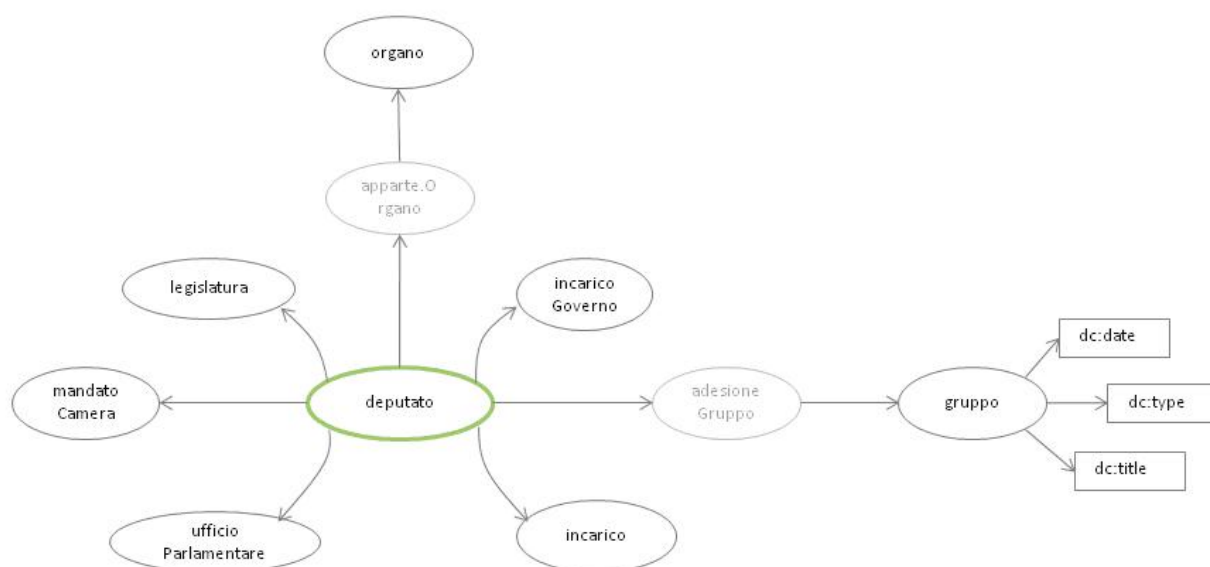 organo
apparte.O
rgano
legislatura
incarico
Governo
dc:date
mandato
Camera
deputato
adesione
Gruppo
gruppo
dc:type
dc:title
ufficio
Parlamentare
incarico